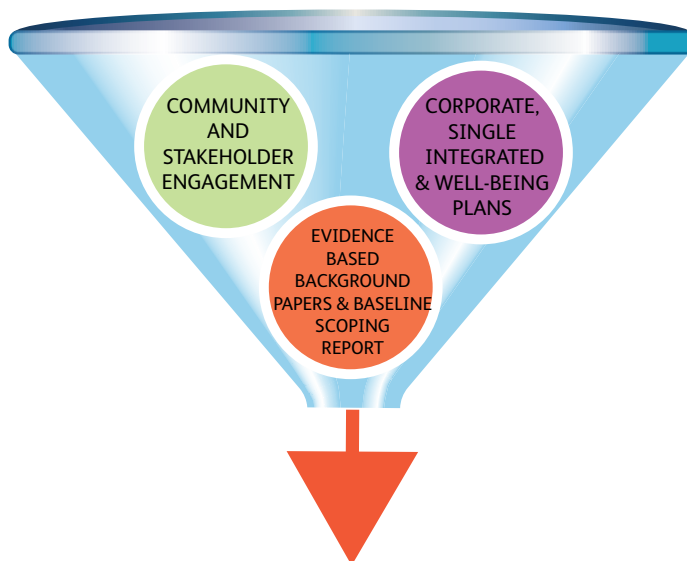 COMMUNITY
AND
STAKEHOLDER
ENGAGEMENT
CORPORATE,
SINGLE
INTEGRATED
& WELL-BEING
PLANS
EVIDENCE
BASED
BACKGROUND
PAPERS & BASELINE
SCOPING
REPORT